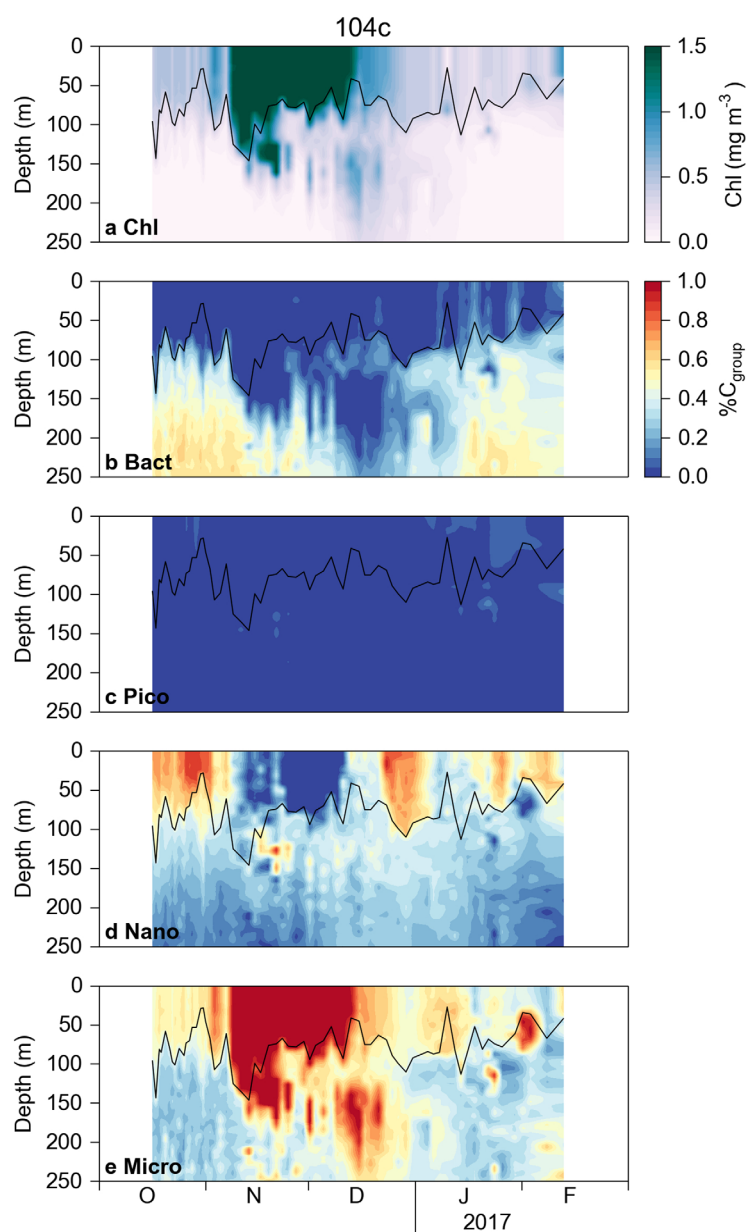 104c
0
50
100
150
200
250
Depth (m)
a Chl
1.5
1.0
0.5
0.0
Chl (mg m⁻³)
0
50
100
150
200
250
Depth (m)
b Bact
1.0
0.8
0.6
0.4
0.2
0.0
%C_group
0
50
100
150
200
250
Depth (m)
c Pico
0
50
100
150
200
250
Depth (m)
d Nano
0
50
100
150
200
250
Depth (m)
e Micro
O N D J F
2017